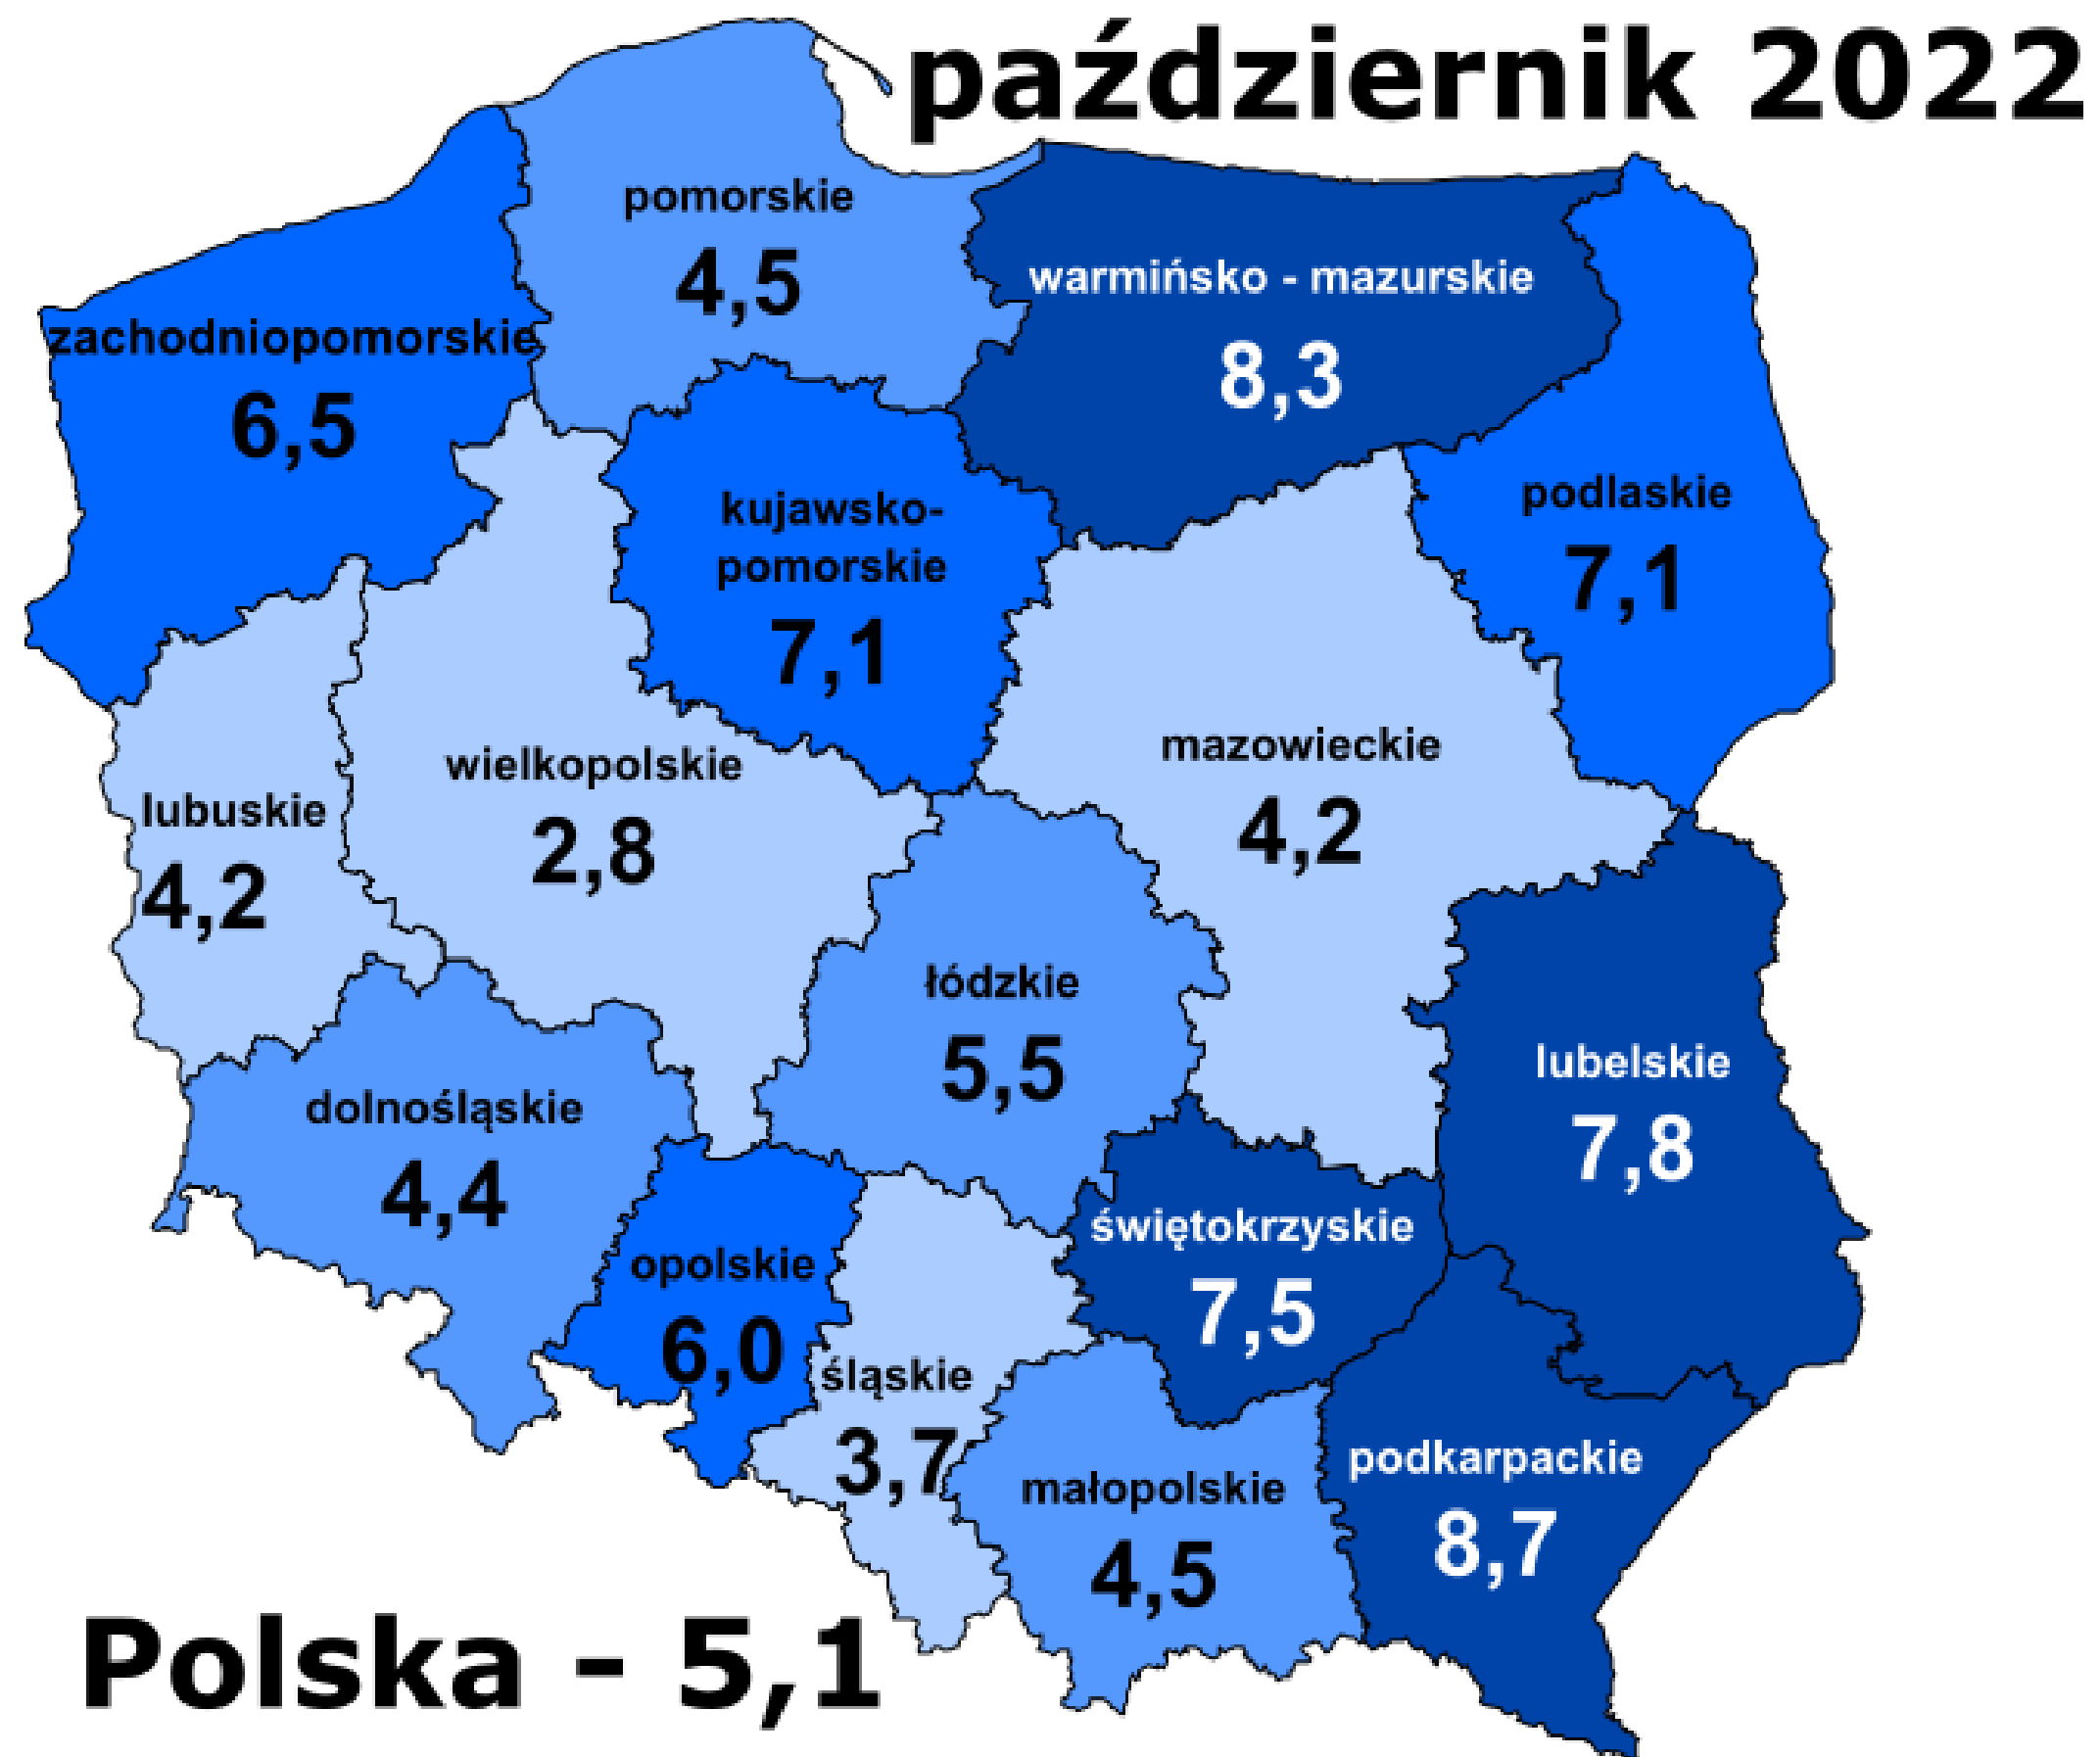 październik 2022
pomorskie
4,5
warmińsko - mazurskie
8,3
zachodniopomorskie
6,5
kujawsko-
pomorskie
7,1
podlaskie
7,1
wielkopolskie
2,8
mazowieckie
4,2
lubuskie
4,2
łódzkie
5,5
lubelskie
7,8
dolnośląskie
4,4
świętokrzyskie
7,5
opolskie
6,0
śląskie
3,7
małopolskie
4,5
podkarpackie
8,7
Polska - 5,1